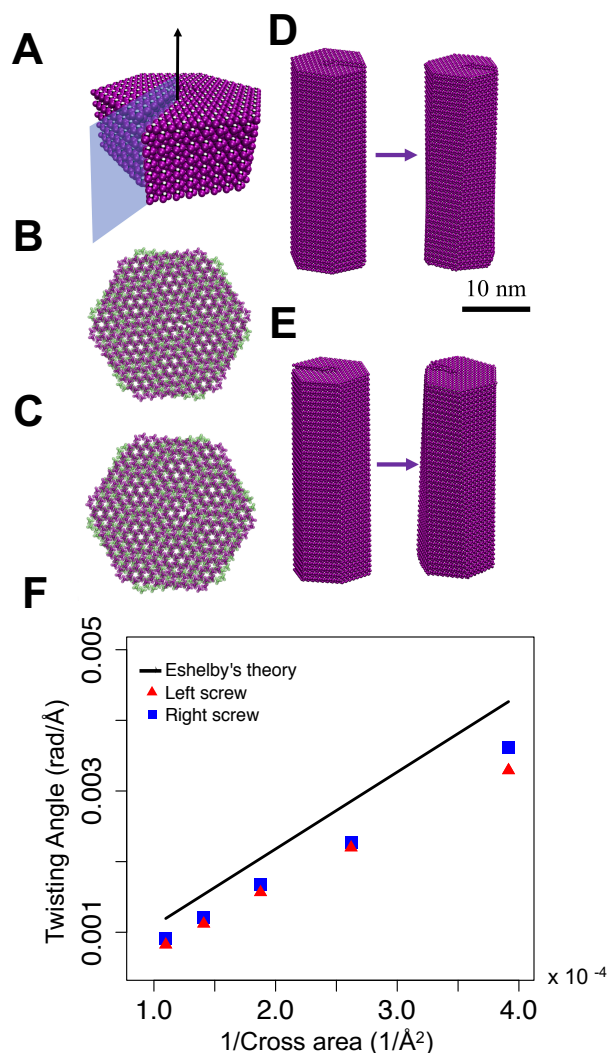 A
D
B
10 nm
E
C
F
Twisting Angle (rad/Å)
0.005
0.003
0.001
Eshelby's theory
Left screw
Right screw
x 10 -4
1.0 2.0 3.0 4.0
1/Cross area (1/Å²)